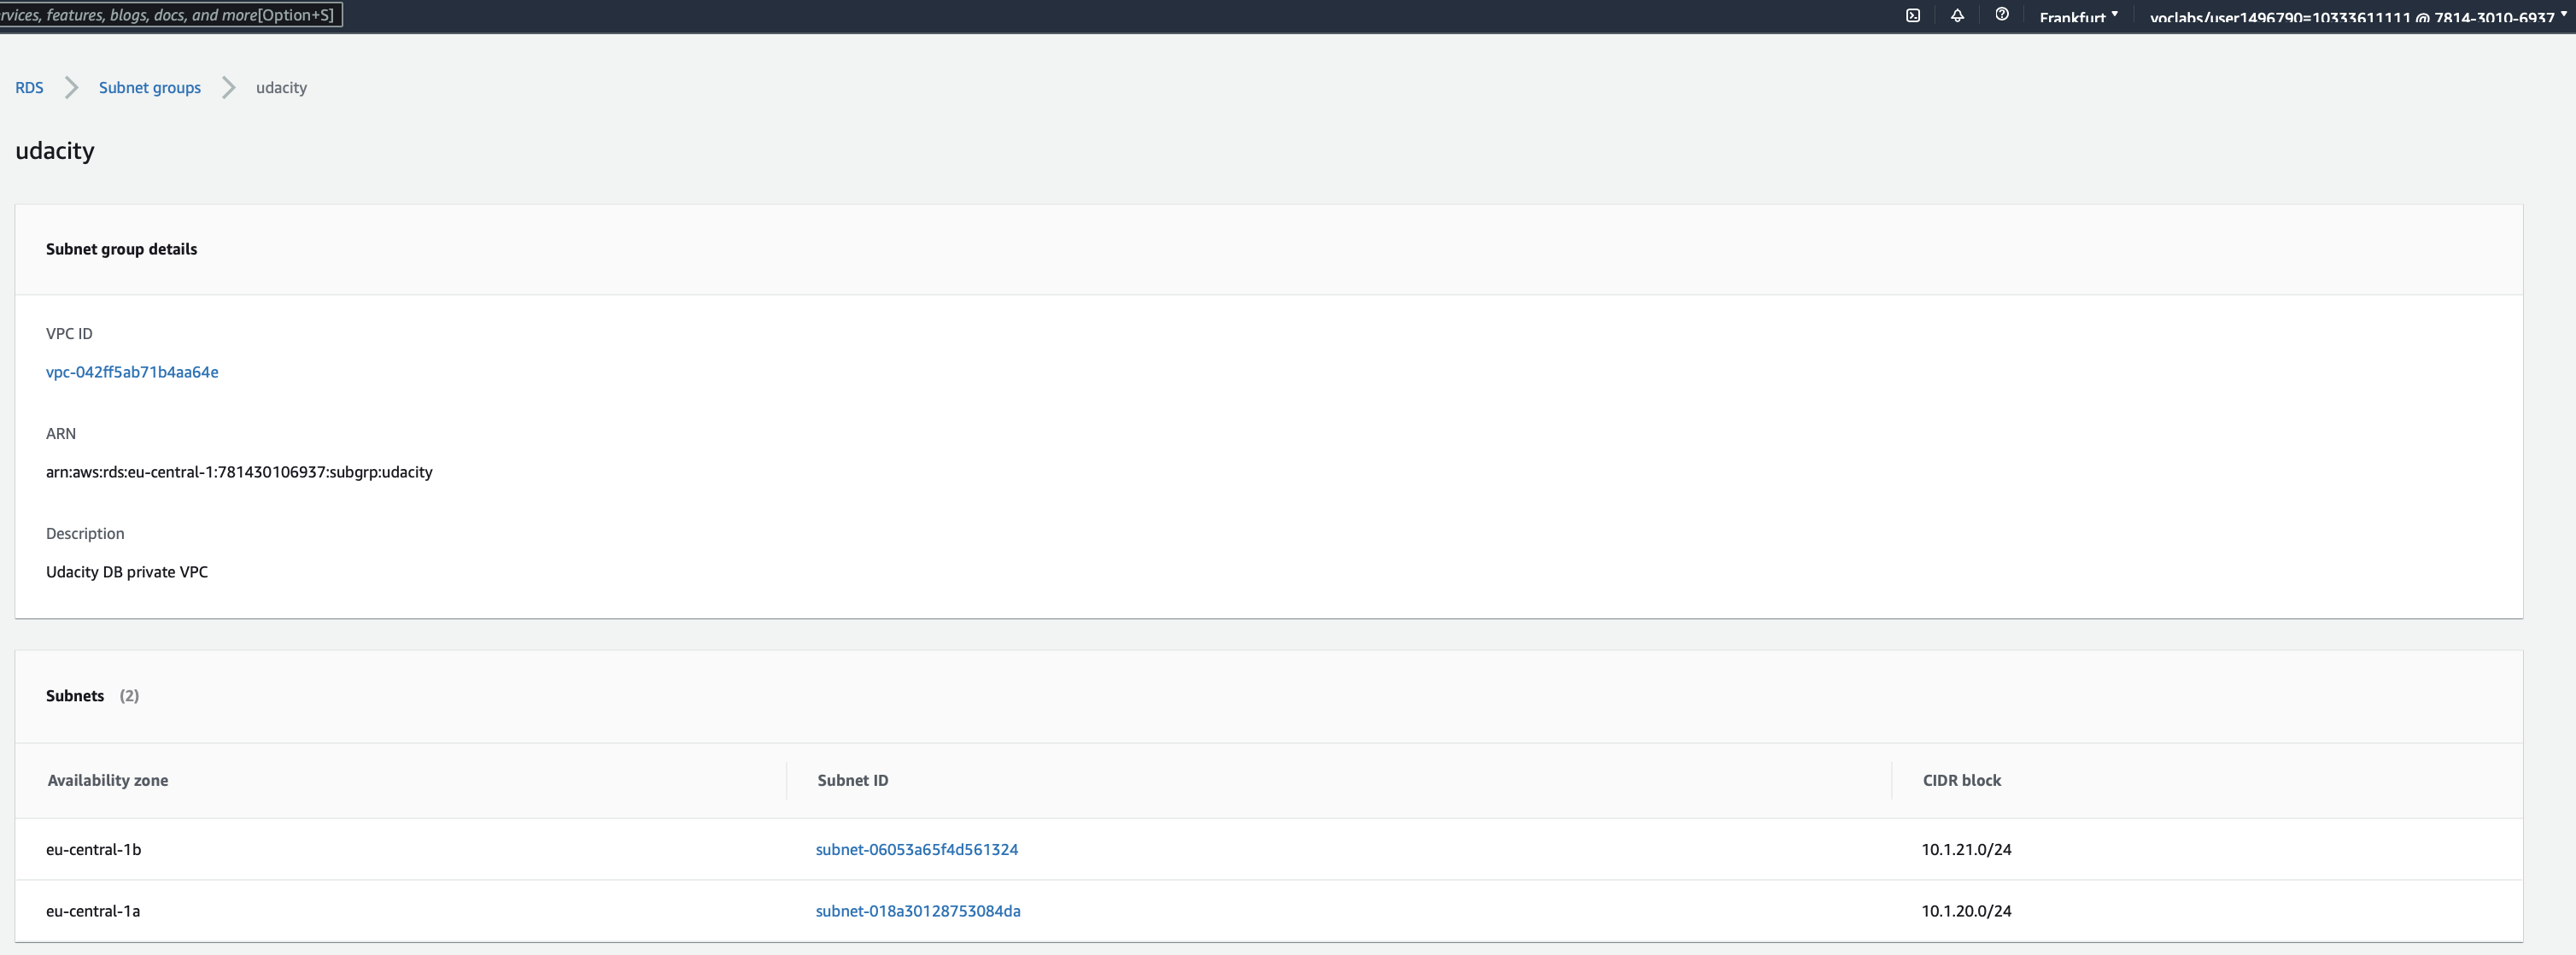 rvices, features, blogs, docs, and more[Option+S]
Frankfurt
voclabs/user1496790=10333611111 @ 7814-3010-6937
RDS
Subnet groups
udacity
udacity
Subnet group details
VPC ID
vpc-042ff5ab71b4aa64e
ARN
arn:aws:rds:eu-central-1:781430106937:subgrp:udacity
Description
Udacity DB private VPC
Subnets (2)
Availability zone Subnet ID CIDR block
eu-central-1b subnet-06053a65f4d561324 10.1.21.0/24
eu-central-1a subnet-018a30128753084da 10.1.20.0/24